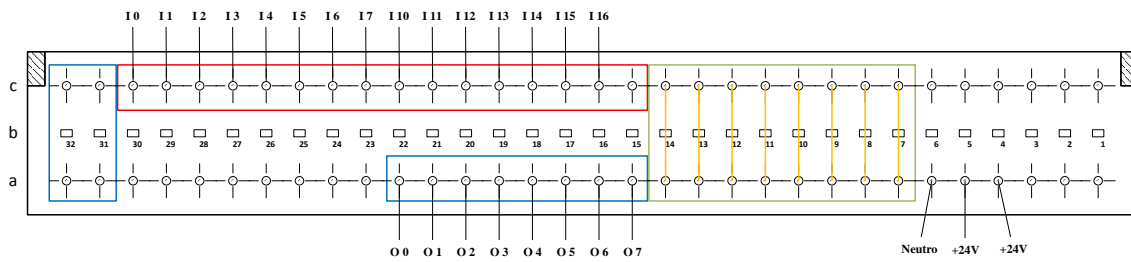 I 0 I 1 I 2 I 3 I 4 I 5 I 6 I 7 I 10 I 11 I 12 I 13 I 14 I 15 I 16
c
b
32 31 30 29 28 27 26 25 24 23 22 21 20 19 18 17 16 15 14 13 12 11 10 9 8 7 6 5 4 3 2 1
a
O 0 O 1 O 2 O 3 O 4 O 5 O 6 O 7 Neutro +24V +24V